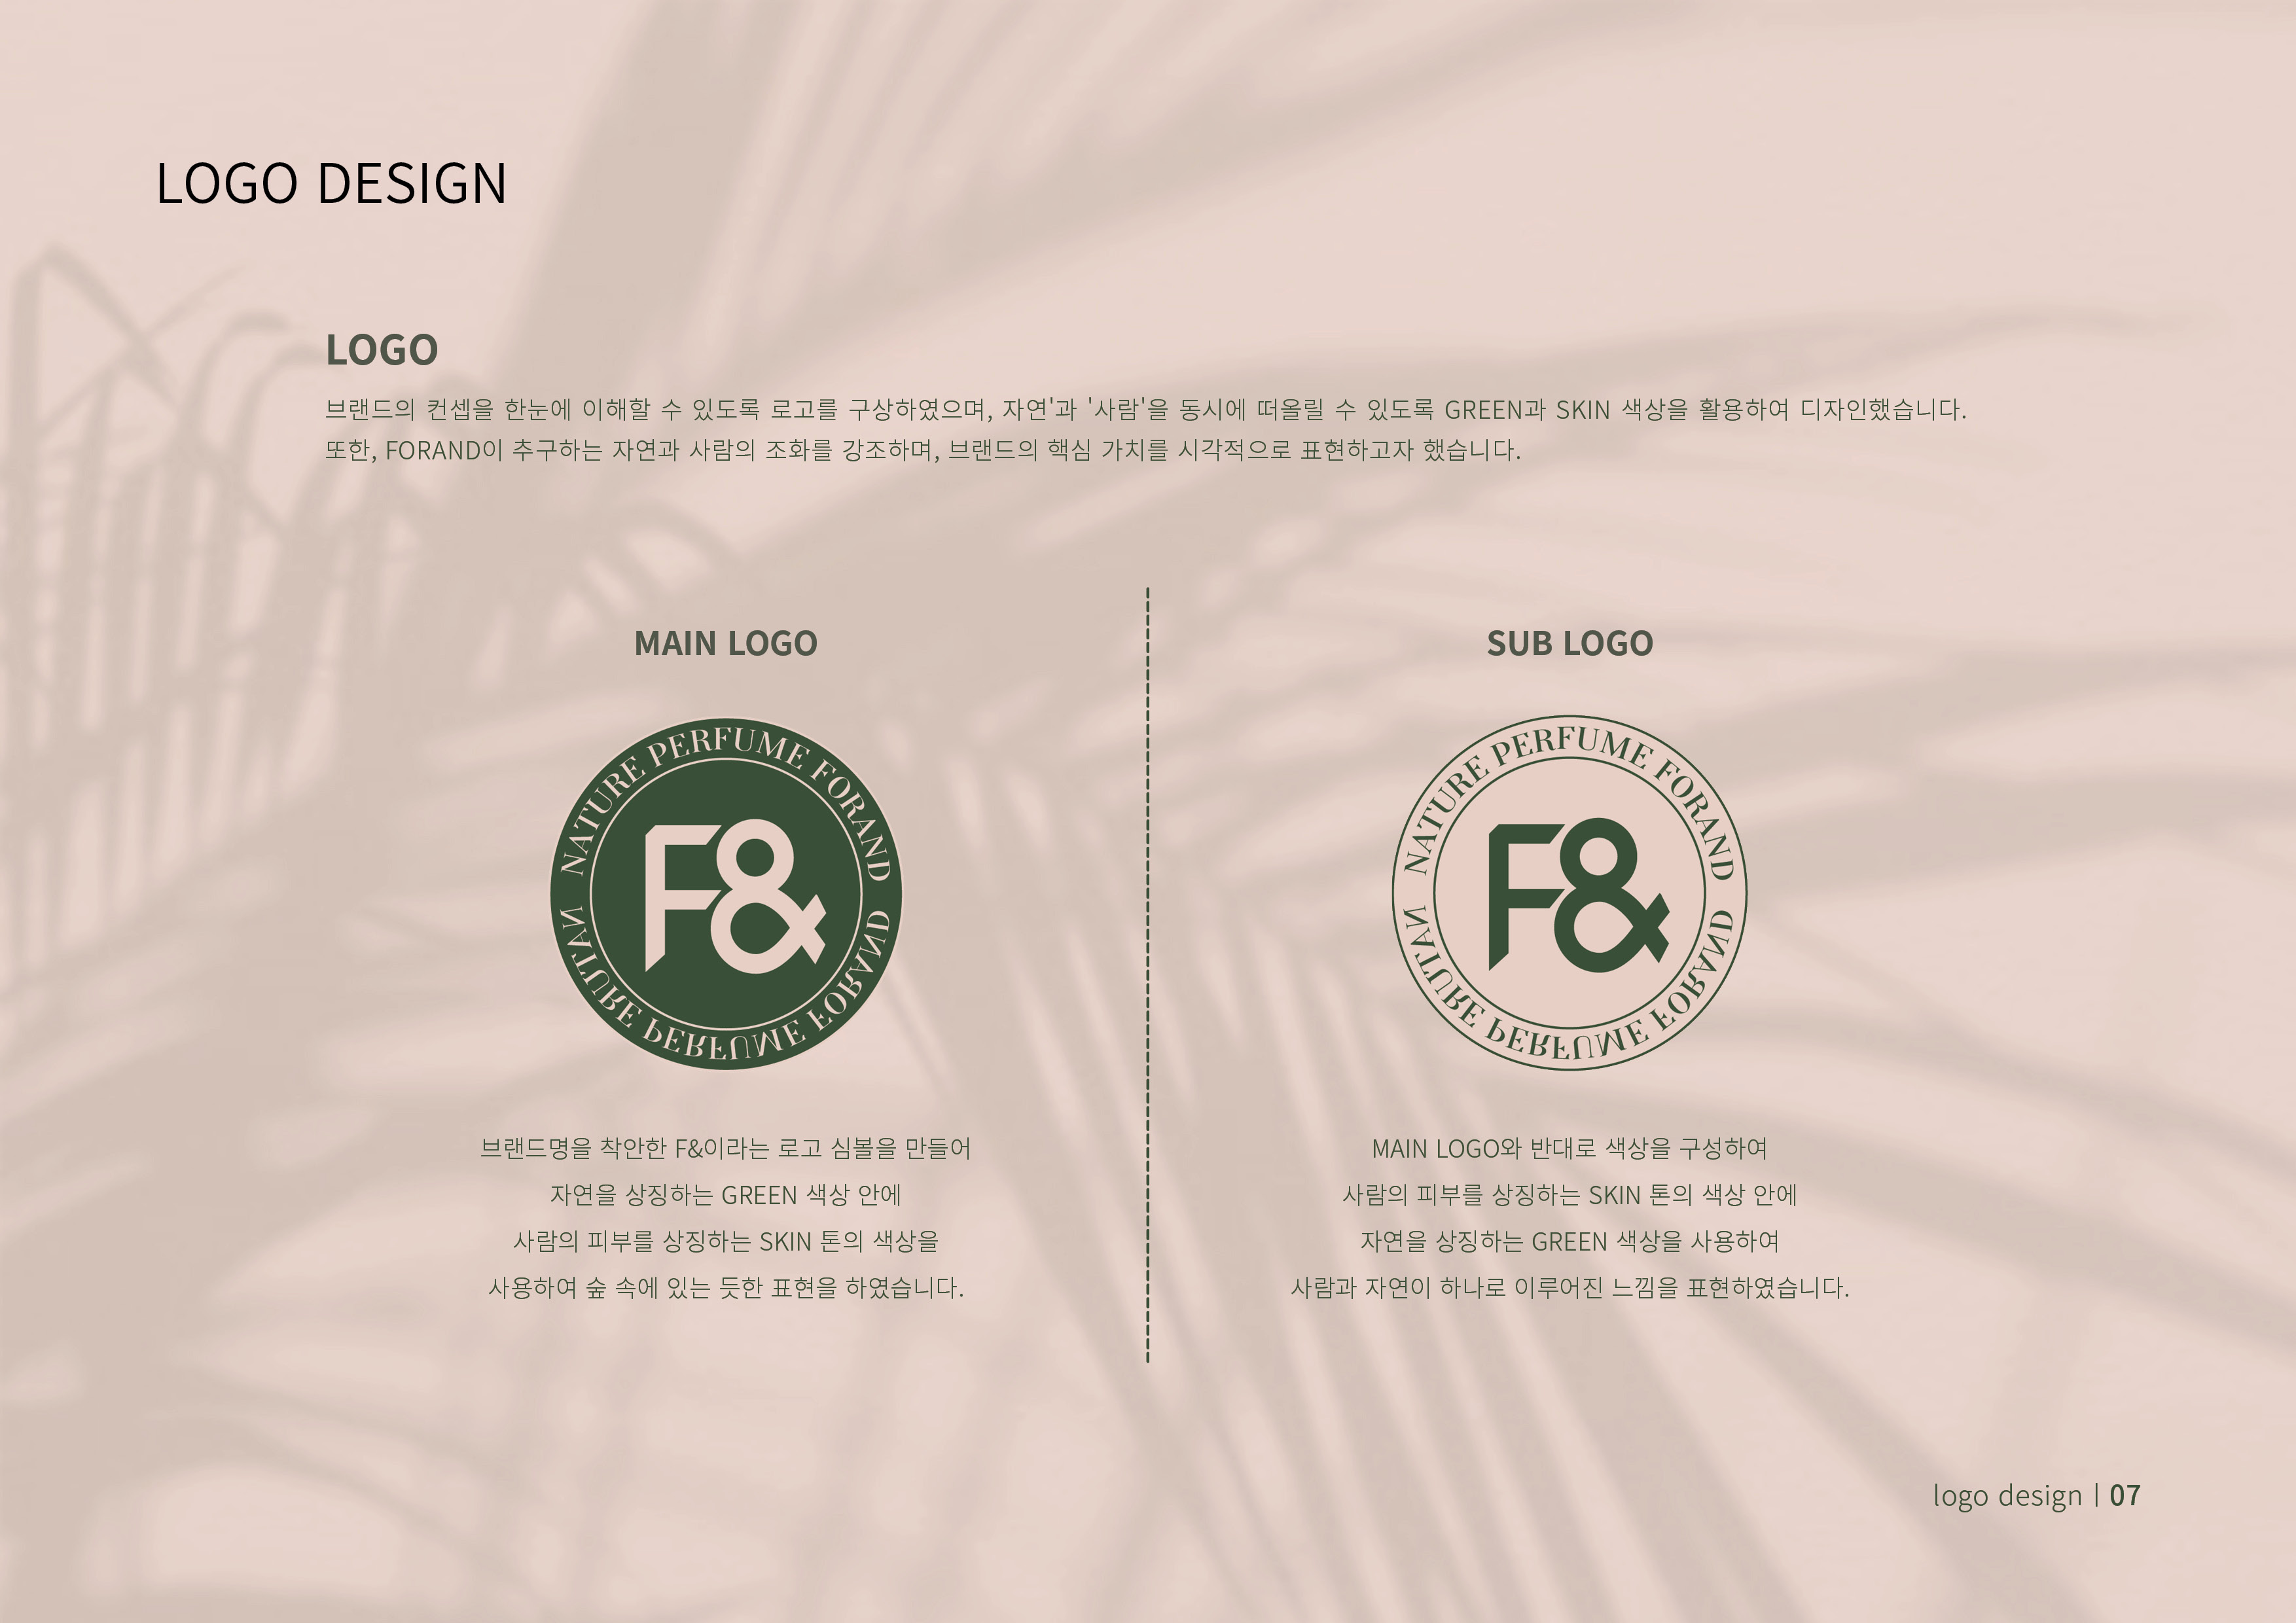 LOGO DESIGN
LOGO
브랜드의 컨셉을 한눈에 이해할 수 있도록 로고를 구상하였으며, 자연'과 '사람'을 동시에 떠올릴 수 있도록 GREEN과 SKIN 색상을 활용하여 디자인했습니다.
또한, FORAND이 추구하는 자연과 사람의 조화를 강조하며, 브랜드의 핵심 가치를 시각적으로 표현하고자 했습니다.
MAIN LOGO
NATURE PERFUME FORAND
F&
NATURE PERFUME FORAND
브랜드명을 착안한 F&이라는 로고 심볼을 만들어
자연을 상징하는 GREEN 색상 안에
사람의 피부를 상징하는 SKIN 톤의 색상을
사용하여 숲 속에 있는 듯한 표현을 하였습니다.
SUB LOGO
NATURE PERFUME FORAND
F&
NATURE PERFUME FORAND
MAIN LOGO와 반대로 색상을 구성하여
사람의 피부를 상징하는 SKIN 톤의 색상 안에
자연을 상징하는 GREEN 색상을 사용하여
사람과 자연이 하나로 이루어진 느낌을 표현하였습니다.
logo design | 07